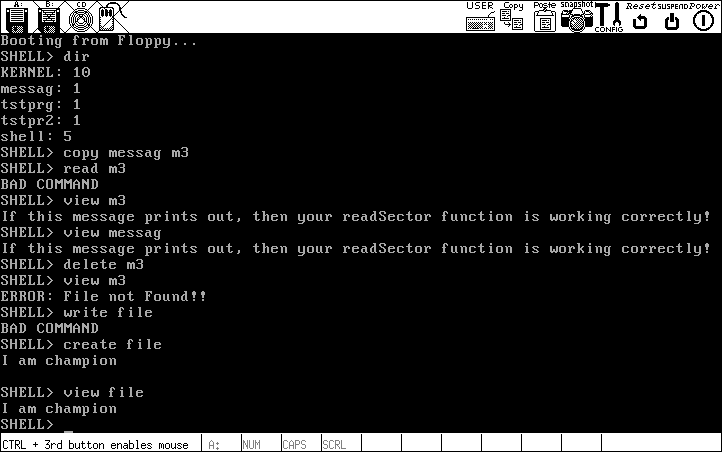 A: B: CD USER Copy Paste snapshot CONFIG Reset SUSPEND Power
Booting from Floppy...
SHELL> dir
KERNEL: 10
messag: 1
tstprg: 1
tstpr2: 1
shell: 5
SHELL> copy messag m3
SHELL> read m3
BAD COMMAND
SHELL> view m3
If this message prints out, then your readSector function is working correctly!
SHELL> view messag
If this message prints out, then your readSector function is working correctly!
SHELL> delete m3
SHELL> view m3
ERROR: File not Found!!
SHELL> write file
BAD COMMAND
SHELL> create file
I am champion
SHELL> view file
I am champion
SHELL> _
CTRL + 3rd button enables mouse A: NUM CAPS SCRL